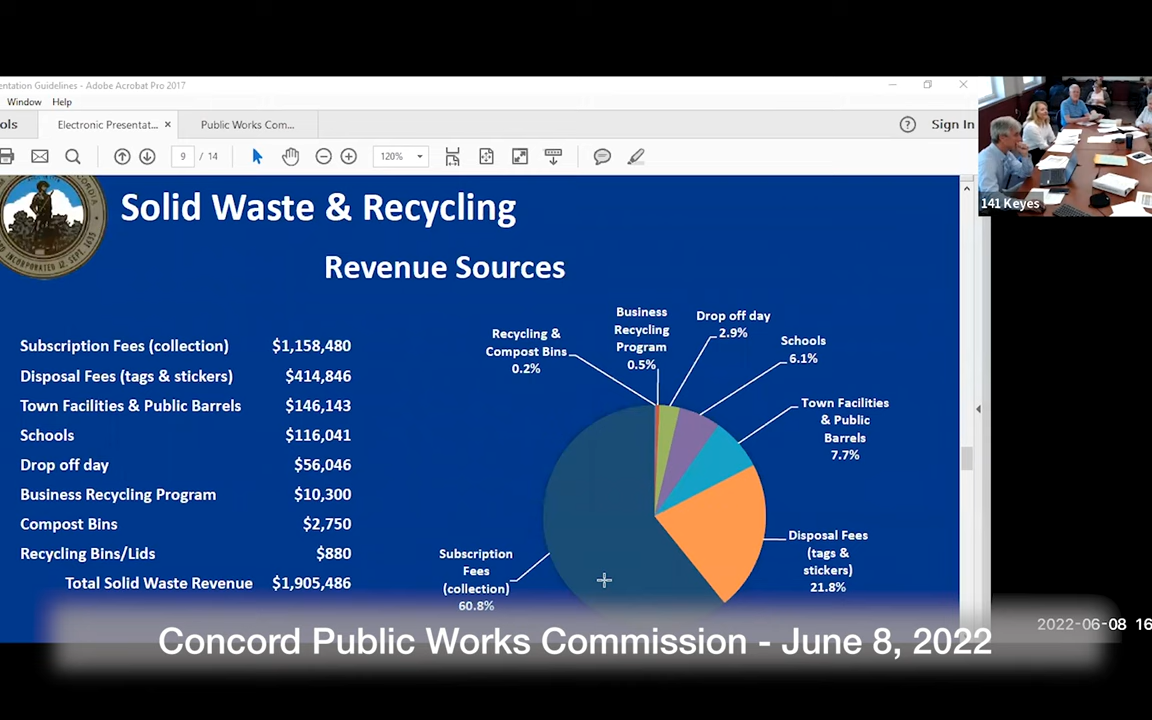 entation Guidelines - Adobe Acrobat Pro 2017
Window Help
ols
Electronic Presentat... ×
Public Works Com...
? Sign In
9 / 14
120%
141 Keyes
INCORPORATED 12, SEPT. 1635
Solid Waste & Recycling
Revenue Sources
Subscription Fees (collection) $1,158,480
Disposal Fees (tags & stickers) $414,846
Town Facilities & Public Barrels $146,143
Schools $116,041
Drop off day $56,046
Business Recycling Program $10,300
Compost Bins $2,750
Recycling Bins/Lids $880
Total Solid Waste Revenue $1,905,486
Recycling &
Compost Bins
0.2%
Business
Recycling
Program
0.5%
Drop off day
2.9%
Schools
6.1%
Town Facilities
& Public
Barrels
7.7%
Disposal Fees
(tags &
stickers)
21.8%
Subscription
Fees
(collection)
60.8%
2022-06-08 16
Concord Public Works Commission - June 8, 2022